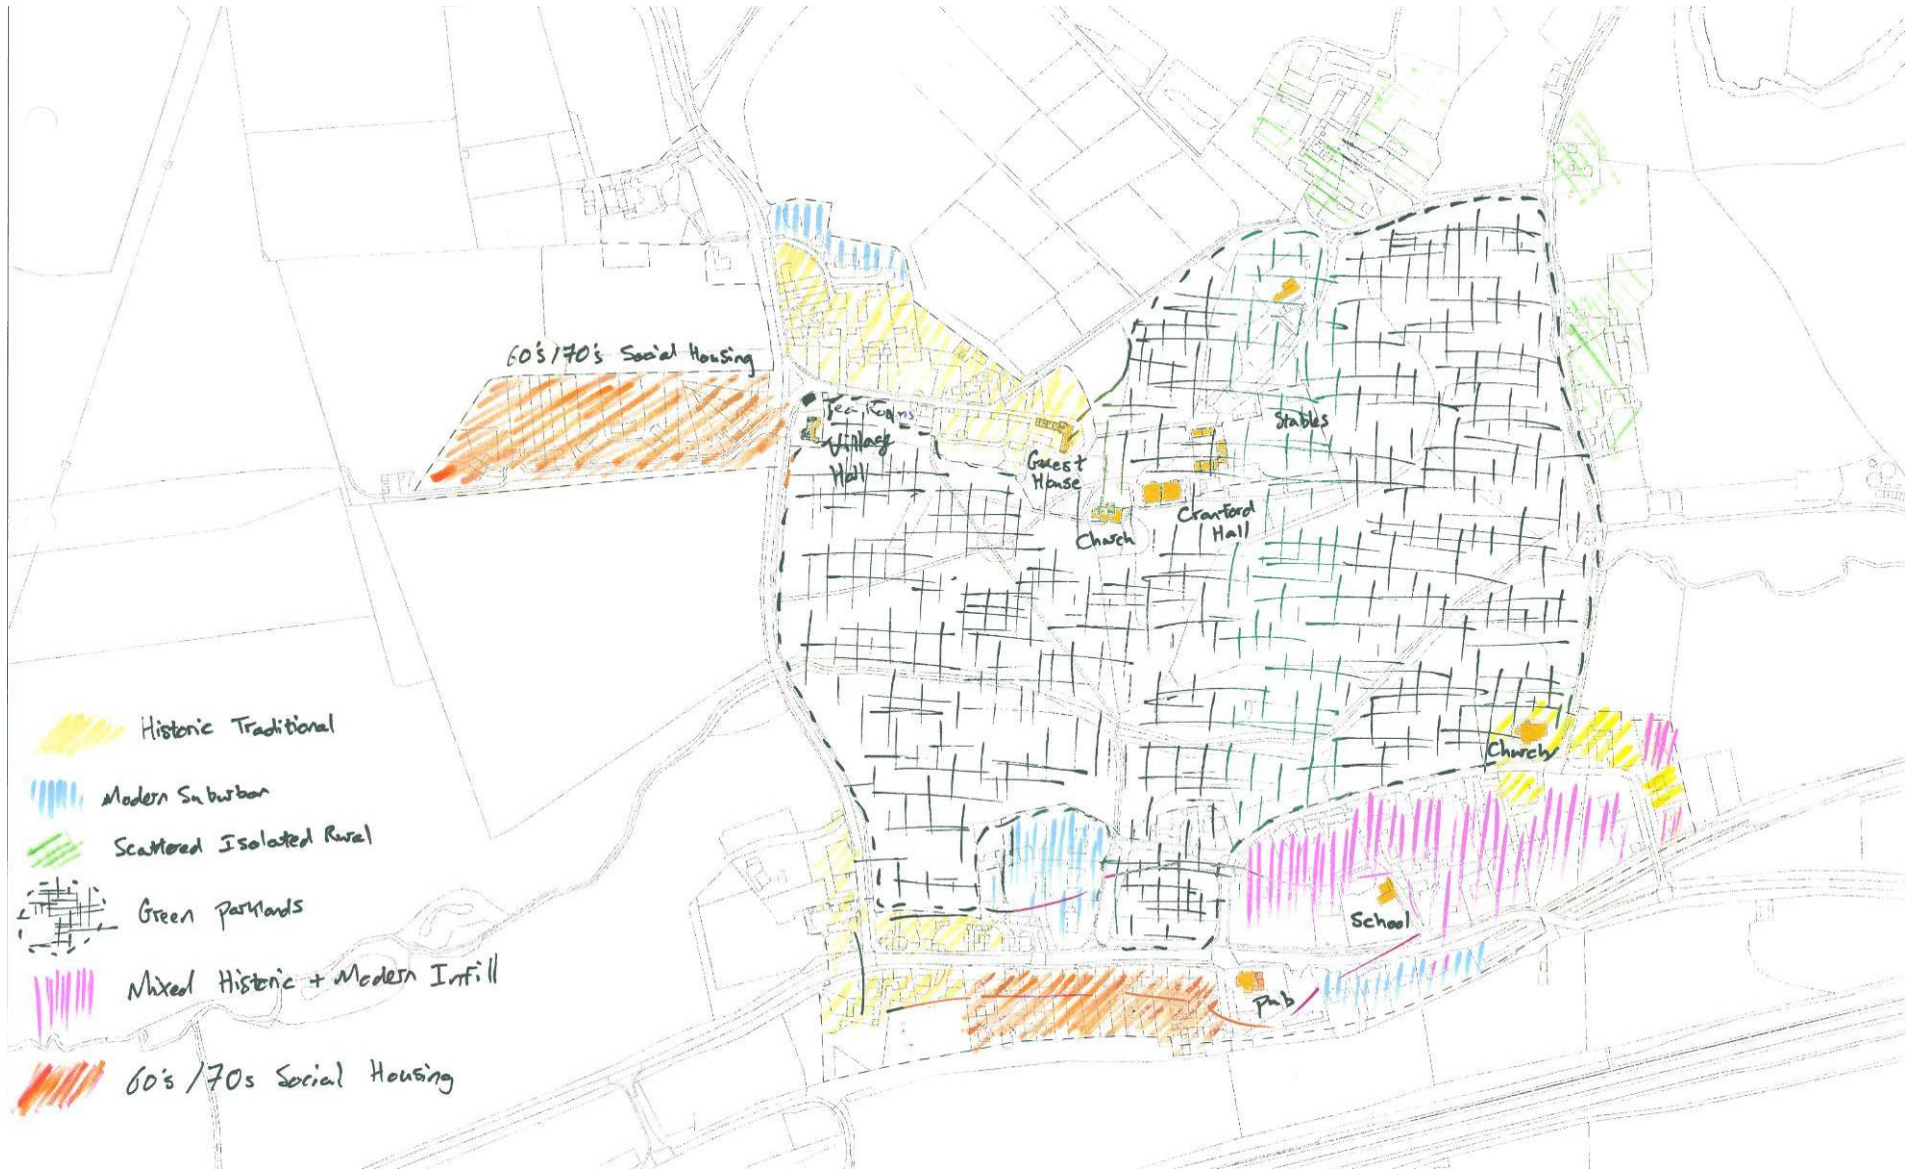 60's/70's Social Housing
Tea Rooms
Village
Hall
Guest
House
Stables
Church
Cranford
Hall
Church
School
Pub
Historic Traditional
Modern Suburban
Scattered Isolated Rural
Green parklands
Mixed Historic + Modern Infill
60's/70s Social Housing